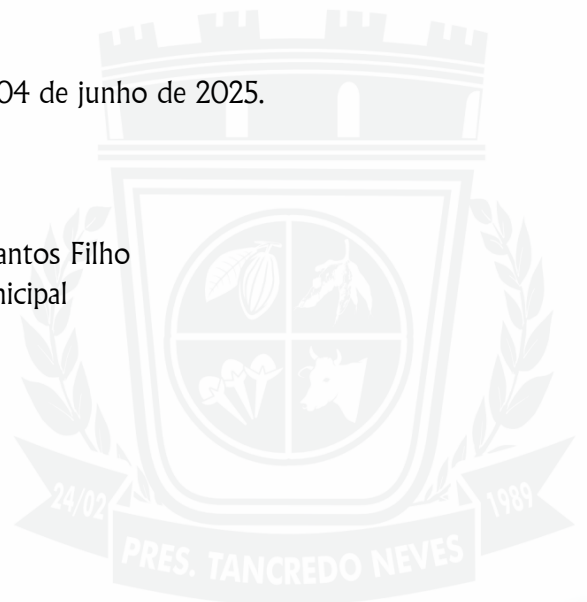 04 de junho de 2025.
antos Filho
nicipal
24/02
1989
PRES. TANCREDO NEVES